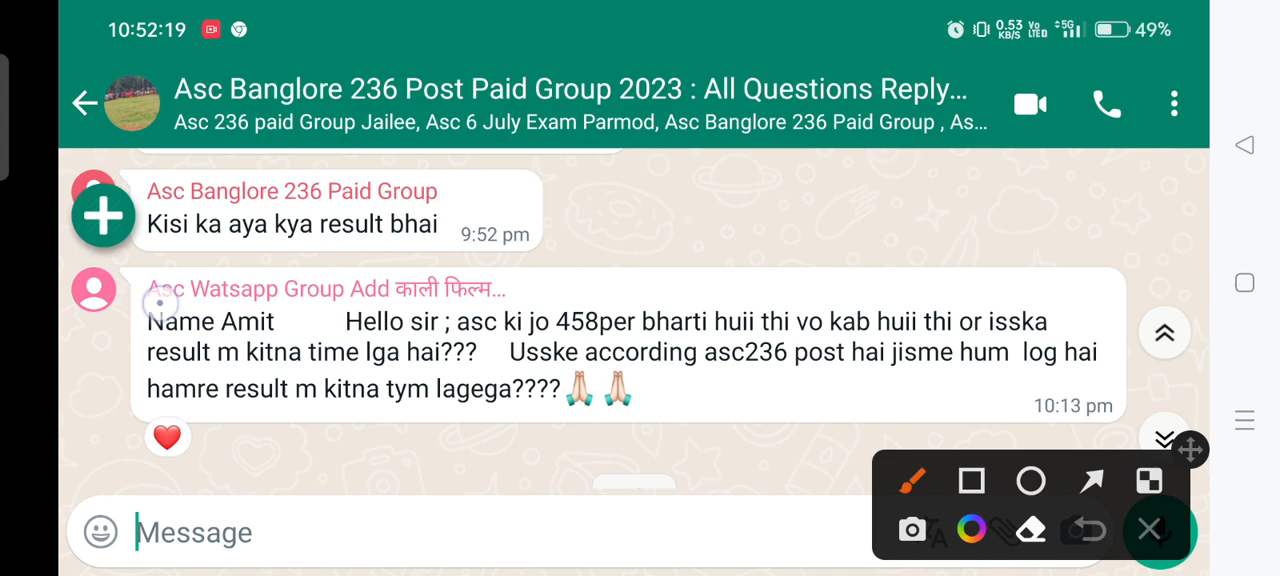 10:52:19 0.53 KB/S Vo LTED 5G 49%
Asc Banglore 236 Post Paid Group 2023 : All Questions Reply...
Asc 236 paid Group Jailee, Asc 6 July Exam Parmod, Asc Banglore 236 Paid Group , As...
Asc Banglore 236 Paid Group
Kisi ka aya kya result bhai
9:52 pm
Asc Watsapp Group Add काली फिल्म...
Name Amit Hello sir ; asc ki jo 458per bharti huii thi vo kab huii thi or isska
result m kitna time lga hai??? Usske according asc236 post hai jisme hum log hai
hamre result m kitna tym lagega????🙏🏻 🙏🏻
10:13 pm
Message